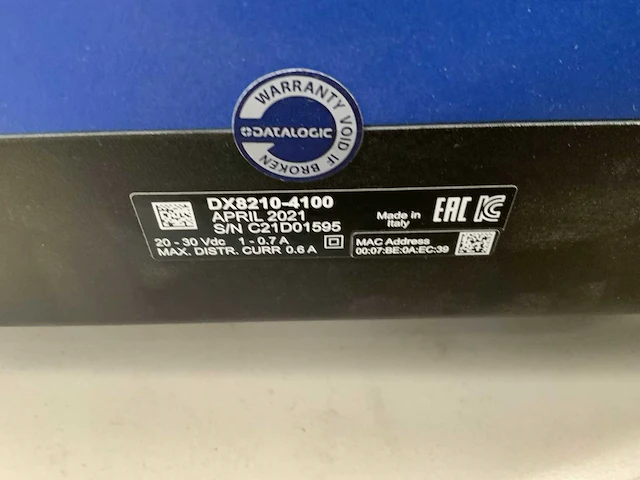 WARRANTY VOID IF BROKEN
DATALOGIC
DX8210-4100
APRIL 2021
S/N C21D01595
20 - 30 Vdc 1 - 0.7 A
MAX. DISTR. CURR 0.6 A
Made in
Italy
EAC
MAC Address
00:07:BE:0A:EC:39